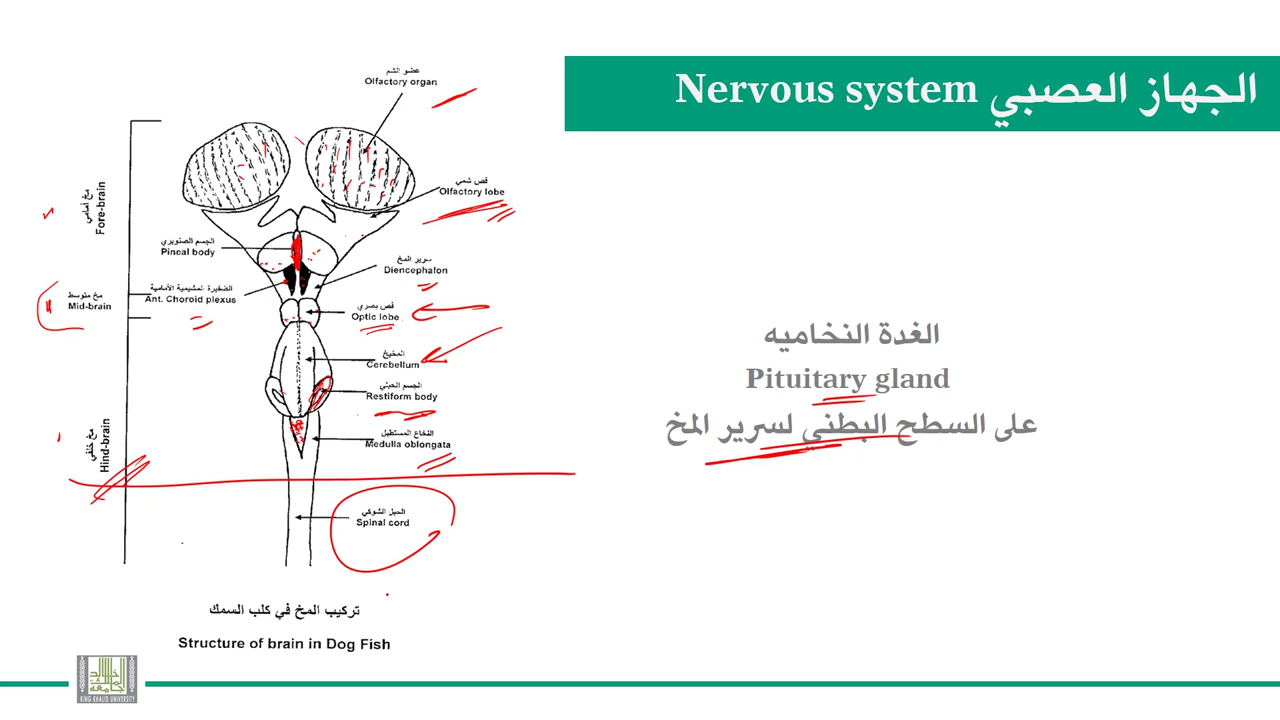 الجهاز العصبي Nervous system
عضو الشم
Olfactory organ
فص شمي
Olfactory lobe
مخ أمامي
Fore-brain
الجسم الصنوبري
Pineal body
سرير المخ
Diencephalon
الضفيرة المشيمية الأمامية
Ant. Choroid plexus
مخ متوسط
Mid-brain
فص بصري
Optic lobe
المخيخ
Cerebellum
الجسم الحبلي
Restiform body
النخاع المستطيل
Medulla oblongata
مخ خلفي
Hind-brain
الحبل الشوكي
Spinal cord
تركيب المخ في كلب السمك
Structure of brain in Dog Fish
الغدة النخاميه
Pituitary gland
على السطح البطني لسرير المخ
KING KHALID UNIVERSITY